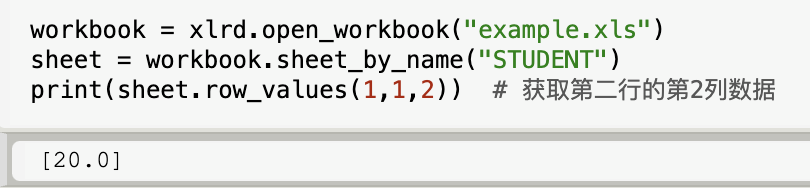 workbook = xlrd.open_workbook("example.xls")
sheet = workbook.sheet_by_name("STUDENT")
print(sheet.row_values(1,1,2))  # 获取第二行的第2列数据
[20.0]